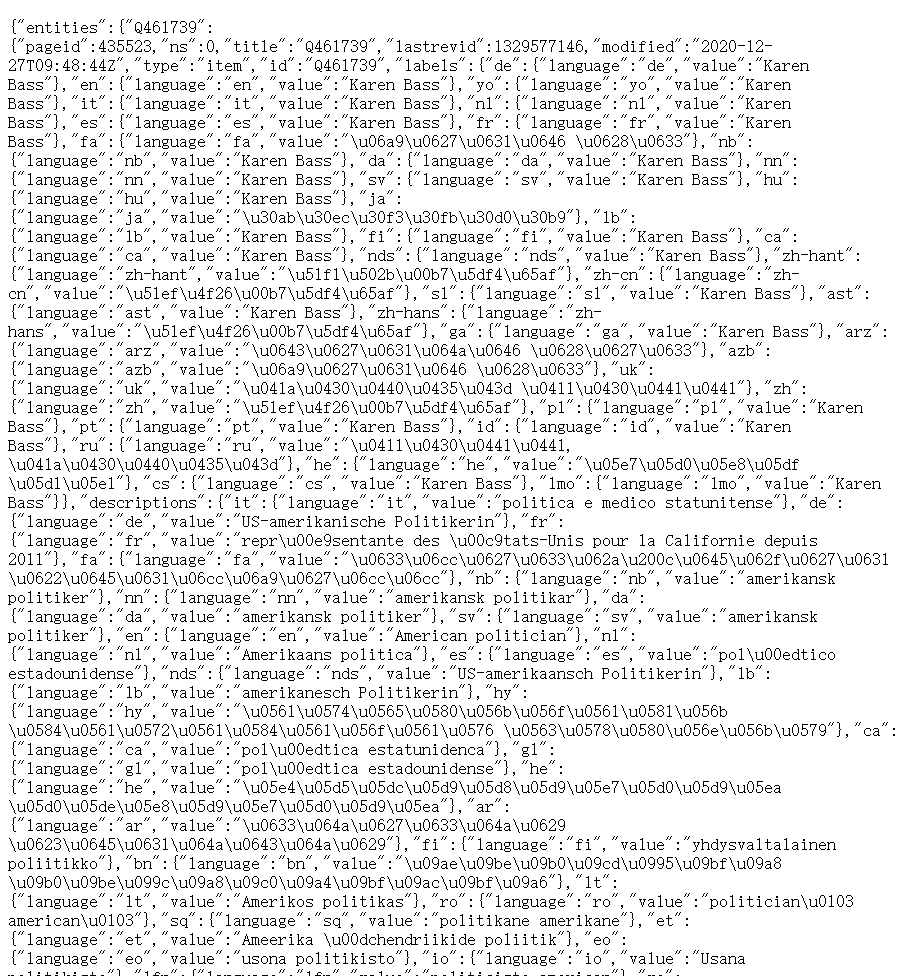 {"entities":{"Q461739":
{"pageid":435523,"ns":0,"title":"Q461739","lastrevid":1329577146,"modified":"2020-12-
27T09:48:44Z","type":"item","id":"Q461739","labels":{"de":{"language":"de","value":"Karen
Bass"},"en":{"language":"en","value":"Karen Bass"},"yo":{"language":"yo","value":"Karen
Bass"},"it":{"language":"it","value":"Karen Bass"},"nl":{"language":"nl","value":"Karen
Bass"},"es":{"language":"es","value":"Karen Bass"},"fr":{"language":"fr","value":"Karen
Bass"},"fa":{"language":"fa","value":"\u06a9\u0627\u0631\u0646 \u0628\u0633"},"nb":
{"language":"nb","value":"Karen Bass"},"da":{"language":"da","value":"Karen Bass"},"nn":
{"language":"nn","value":"Karen Bass"},"sv":{"language":"sv","value":"Karen Bass"},"hu":
{"language":"hu","value":"Karen Bass"},"ja":
{"language":"ja","value":"\u30ab\u30ec\u30f3\u30fb\u30d0\u30b9"},"lb":
{"language":"lb","value":"Karen Bass"},"fi":{"language":"fi","value":"Karen Bass"},"ca":
{"language":"ca","value":"Karen Bass"},"nds":{"language":"nds","value":"Karen Bass"},"zh-hant":
{"language":"zh-hant","value":"\u51f1\u502b\u00b7\u5df4\u65af"},"zh-cn":{"language":"zh-
cn","value":"\u51ef\u4f26\u00b7\u5df4\u65af"},"sl":{"language":"sl","value":"Karen Bass"},"ast":
{"language":"ast","value":"Karen Bass"},"zh-hans":{"language":"zh-
hans","value":"\u51ef\u4f26\u00b7\u5df4\u65af"},"ga":{"language":"ga","value":"Karen Bass"},"arz":
{"language":"arz","value":"\u0643\u0627\u0631\u064a\u0646 \u0628\u0627\u0633"},"azb":
{"language":"azb","value":"\u06a9\u0627\u0631\u0646 \u0628\u0633"},"uk":
{"language":"uk","value":"\u041a\u0430\u0440\u0435\u043d \u0411\u0430\u0441\u0441"},"zh":
{"language":"zh","value":"\u51ef\u4f26\u00b7\u5df4\u65af"},"pl":{"language":"pl","value":"Karen
Bass"},"pt":{"language":"pt","value":"Karen Bass"},"id":{"language":"id","value":"Karen
Bass"},"ru":{"language":"ru","value":"\u0411\u0430\u0441\u0441,
\u041a\u0430\u0440\u0435\u043d"},"he":{"language":"he","value":"\u05e7\u05d0\u05e8\u05df
\u05d1\u05e1"},"cs":{"language":"cs","value":"Karen Bass"},"lmo":{"language":"lmo","value":"Karen
Bass"}},"descriptions":{"it":{"language":"it","value":"politica e medico statunitense"},"de":
{"language":"de","value":"US-amerikanische Politikerin"},"fr":
{"language":"fr","value":"repr\u00e9sentante des \u00c9tats-Unis pour la Californie depuis
2011"},"fa":{"language":"fa","value":"\u0633\u06cc\u0627\u0633\u062a\u200c\u0645\u062f\u0627\u0631
\u0622\u0645\u0631\u06cc\u06a9\u0627\u06cc\u06cc"},"nb":{"language":"nb","value":"amerikansk
politiker"},"nn":{"language":"nn","value":"amerikansk politikar"},"da":
{"language":"da","value":"amerikansk politiker"},"sv":{"language":"sv","value":"amerikansk
politiker"},"en":{"language":"en","value":"American politician"},"nl":
{"language":"nl","value":"Amerikaans politica"},"es":{"language":"es","value":"pol\u00edtico
estadounidense"},"nds":{"language":"nds","value":"US-amerikaansch Politikerin"},"lb":
{"language":"lb","value":"amerikanesch Politikerin"},"hy":
{"language":"hy","value":"\u0561\u0574\u0565\u0580\u056b\u056f\u0561\u0581\u056b
\u0584\u0561\u0572\u0561\u0584\u0561\u056f\u0561\u0576 \u0563\u0578\u0580\u056e\u056b\u0579"},"ca":
{"language":"ca","value":"pol\u00edtica estatunidenca"},"gl":
{"language":"gl","value":"pol\u00edtica estadounidense"},"he":
{"language":"he","value":"\u05e4\u05d5\u05dc\u05d9\u05d8\u05d9\u05e7\u05d0\u05d9\u05ea
\u05d0\u05de\u05e8\u05d9\u05e7\u05d0\u05d9\u05ea"},"ar":
{"language":"ar","value":"\u0633\u064a\u0627\u0633\u064a\u0629
\u0623\u0645\u0631\u064a\u0643\u064a\u0629"},"fi":{"language":"fi","value":"yhdysvaltalainen
poliitikko"},"bn":{"language":"bn","value":"\u09ae\u09be\u09b0\u09cd\u0995\u09bf\u09a8
\u09b0\u09be\u099c\u09a8\u09c0\u09a4\u09bf\u09ac\u09bf\u09a6"},"lt":
{"language":"lt","value":"Amerikos politikas"},"ro":{"language":"ro","value":"politician\u0103
american\u0103"},"sq":{"language":"sq","value":"politikane amerikane"},"et":
{"language":"et","value":"Ameerika \u00dchendriikide poliitik"},"eo":
{"language":"eo","value":"usona politikisto"},"io":{"language":"io","value":"Usana